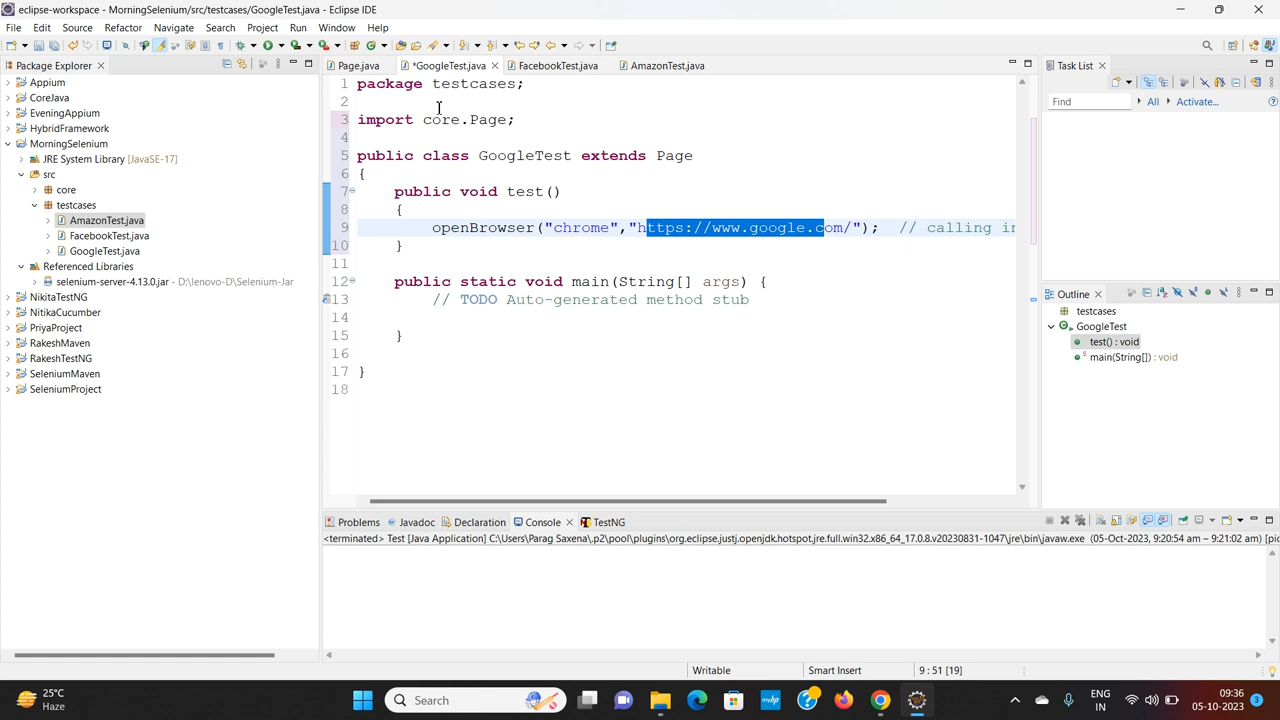 eclipse-workspace - MorningSelenium/src/testcases/GoogleTest.java - Eclipse IDE
File Edit Source Refactor Navigate Search Project Run Window Help
Package Explorer
Appium
CoreJava
EveningAppium
HybridFramework
MorningSelenium
JRE System Library [JavaSE-17]
src
core
testcases
AmazonTest.java
FacebookTest.java
GoogleTest.java
Referenced Libraries
selenium-server-4.13.0.jar - D:\lenovo-D\Selenium-Jar
NikitaTestNG
NitikaCucumber
PriyaProject
RakeshMaven
RakeshTestNG
SeleniumMaven
SeleniumProject
Page.java *GoogleTest.java FacebookTest.java AmazonTest.java
1 package testcases;
2
3 import core.Page;
4
5 public class GoogleTest extends Page
6 {
7 public void test()
8 {
9 openBrowser("chrome","https://www.google.com/"); // calling in
10 }
11
12 public static void main(String[] args) {
13 // TODO Auto-generated method stub
14
15 }
16
17 }
18
Task List
Find All Activate...
Outline
testcases
GoogleTest
test() : void
main(String[]) : void
Problems Javadoc Declaration Console TestNG
<terminated> Test [Java Application] C:\Users\Parag Saxena\.p2\pool\plugins\org.eclipse.justj.openjdk.hotspot.jre.full.win32.x86_64_17.0.8.v20230831-1047\jre\bin\javaw.exe (05-Oct-2023, 9:20:54 am – 9:21:02 am) [pic
Writable Smart Insert 9 : 51 [19]
25°C
Haze
Search
ENG
IN
09:36
05-10-2023
3